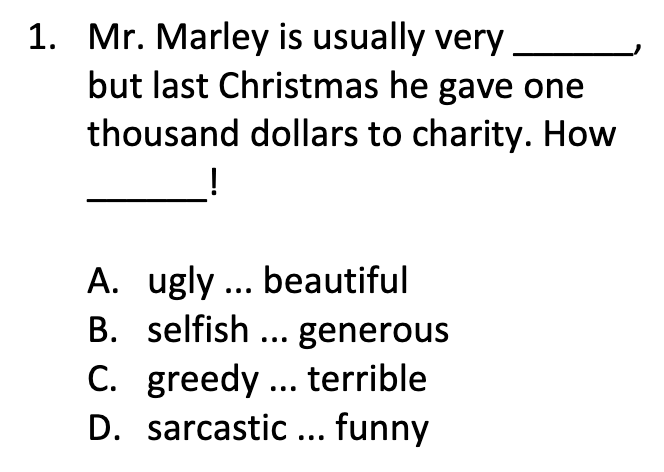 1. Mr. Marley is usually very ______,
but last Christmas he gave one
thousand dollars to charity. How
______!
A. ugly ... beautiful
B. selfish ... generous
C. greedy ... terrible
D. sarcastic ... funny